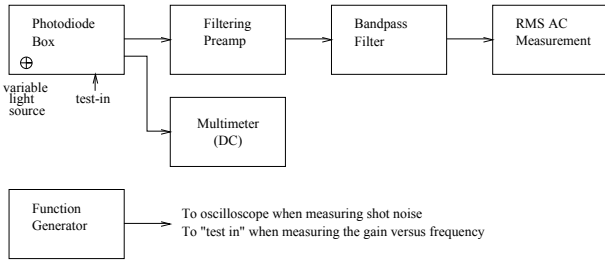 Photodiode
Box
variable
light
source
test-in
Filtering
Preamp
Bandpass
Filter
RMS AC
Measurement
Multimeter
(DC)
Function
Generator
To oscilloscope when measuring shot noise
To "test in" when measuring the gain versus frequency